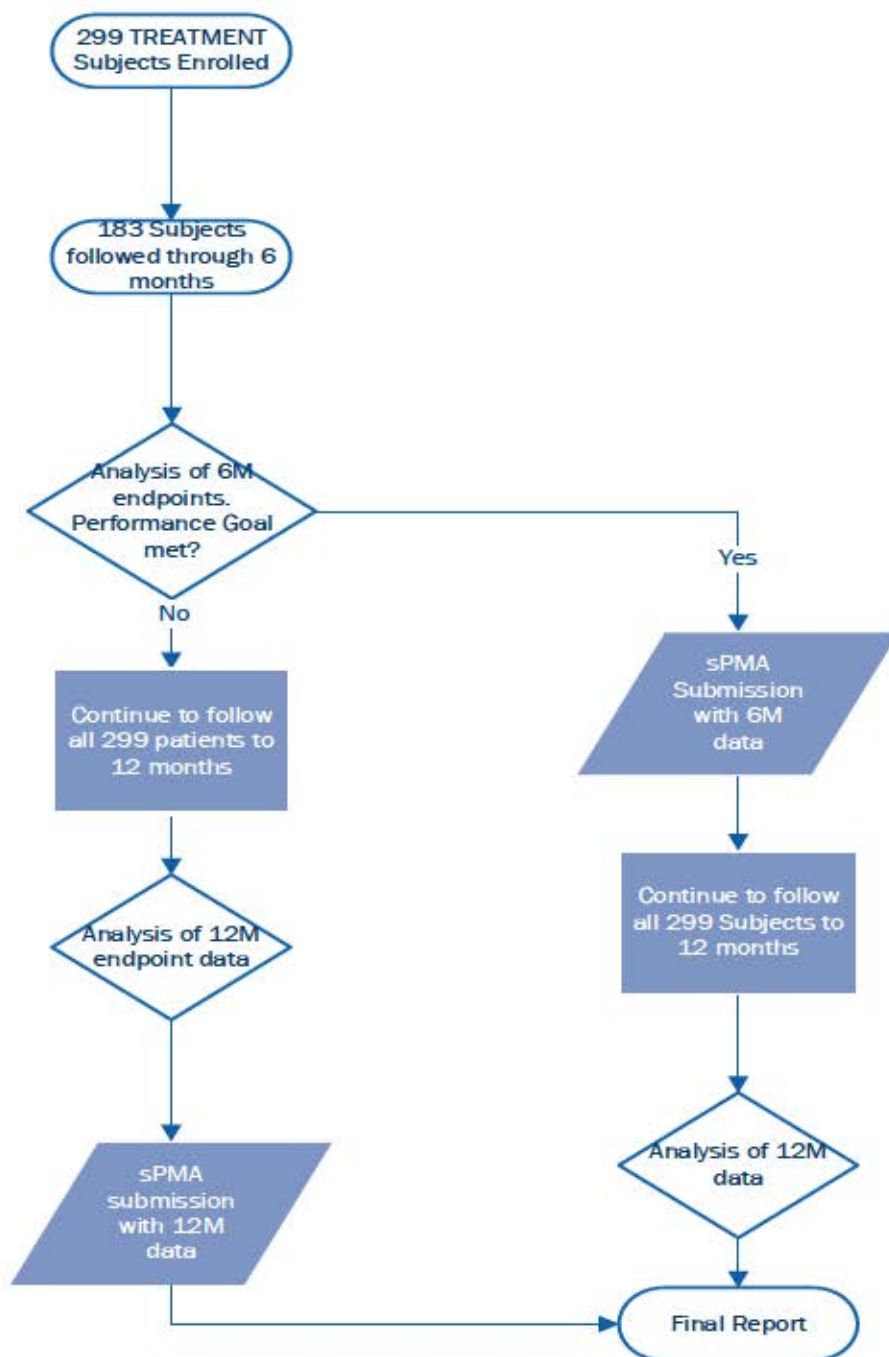 299 TREATMENT
Subjects Enrolled
183 Subjects
followed through 6
months
Analysis of 6M
endpoints.
Performance Goal
met?
Yes
No
sPMA
Submission
with 6M
data
Continue to follow
all 299 patients to
12 months
Continue to follow
all 299 Subjects to
12 months
Analysis of 12M
endpoint data
Analysis of 12M
data
sPMA
submission
with 12M
data
Final Report